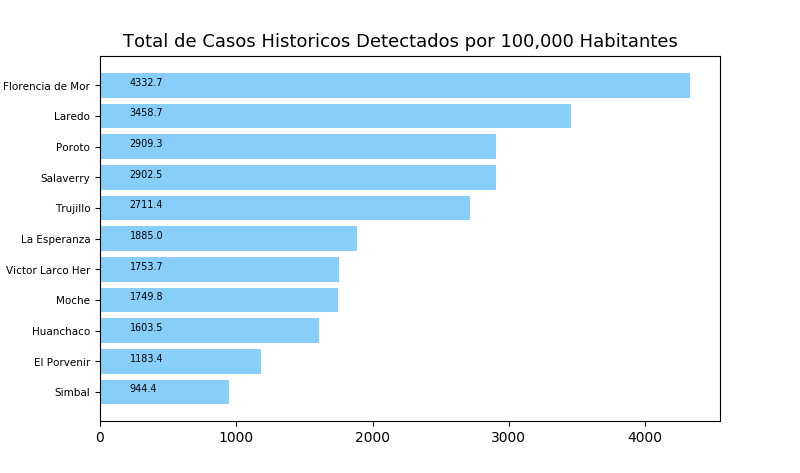 Total de Casos Historicos Detectados por 100,000 Habitantes
Florencia de Mor 4332.7
Laredo 3458.7
Poroto 2909.3
Salaverry 2902.5
Trujillo 2711.4
La Esperanza 1885.0
Victor Larco Her 1753.7
Moche 1749.8
Huanchaco 1603.5
El Porvenir 1183.4
Simbal 944.4
0 1000 2000 3000 4000